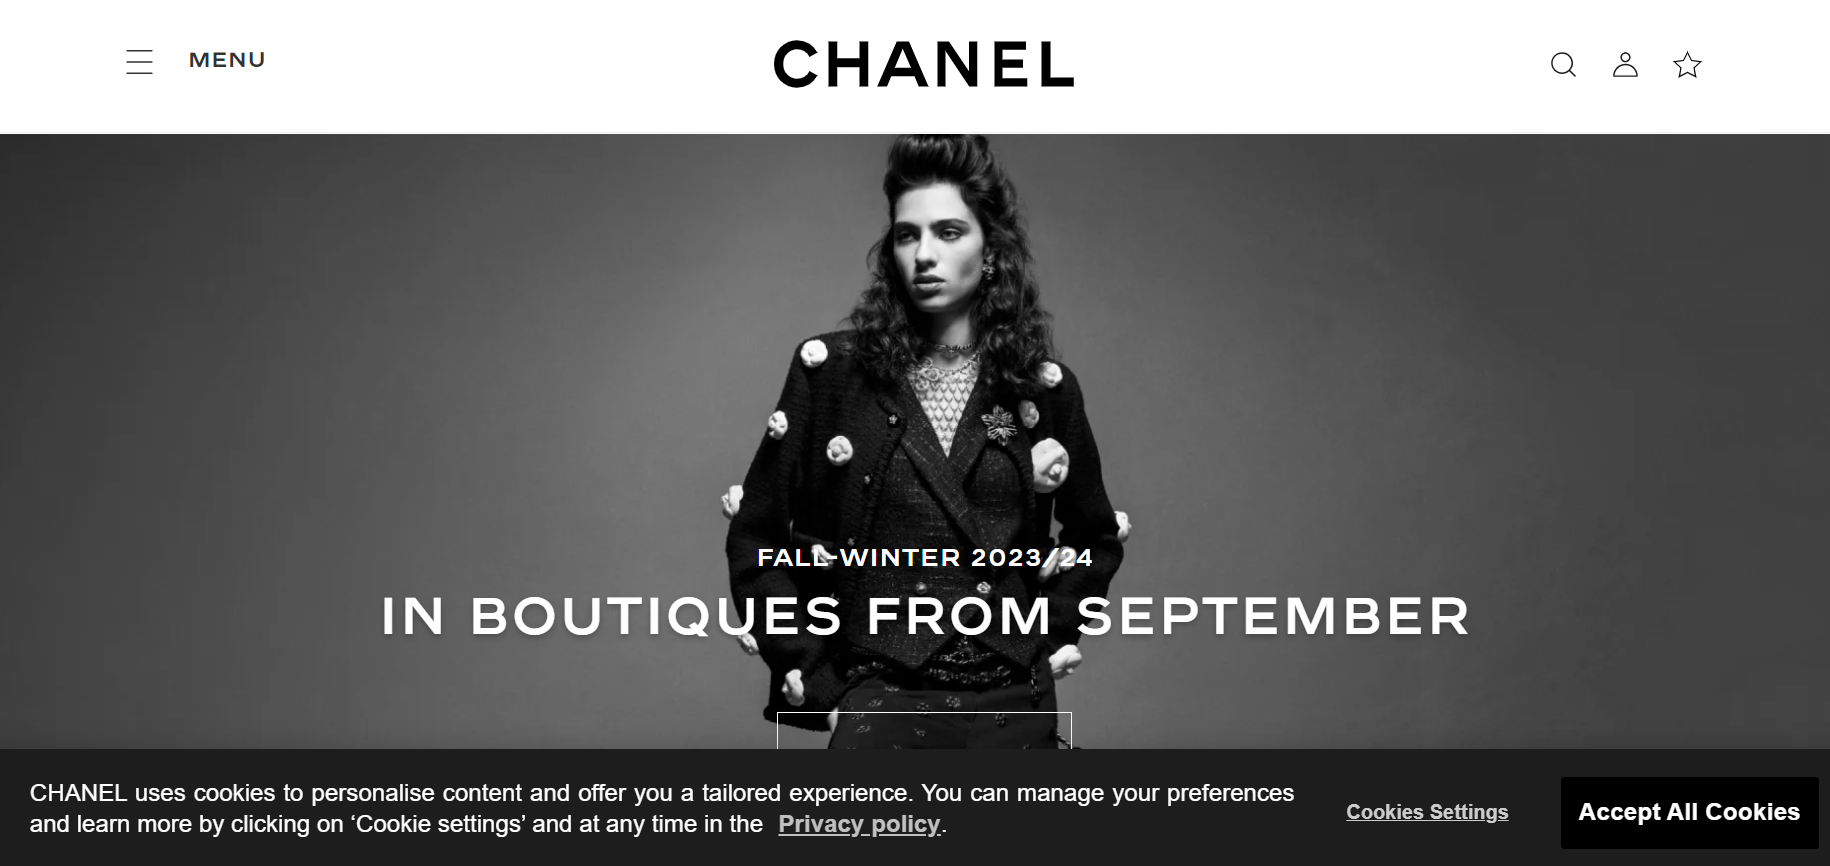 MENU
CHANEL
FALL-WINTER 2023/24
IN BOUTIQUES FROM SEPTEMBER
CHANEL uses cookies to personalise content and offer you a tailored experience. You can manage your preferences
and learn more by clicking on ‘Cookie settings’ and at any time in the Privacy policy.
Cookies Settings
Accept All Cookies